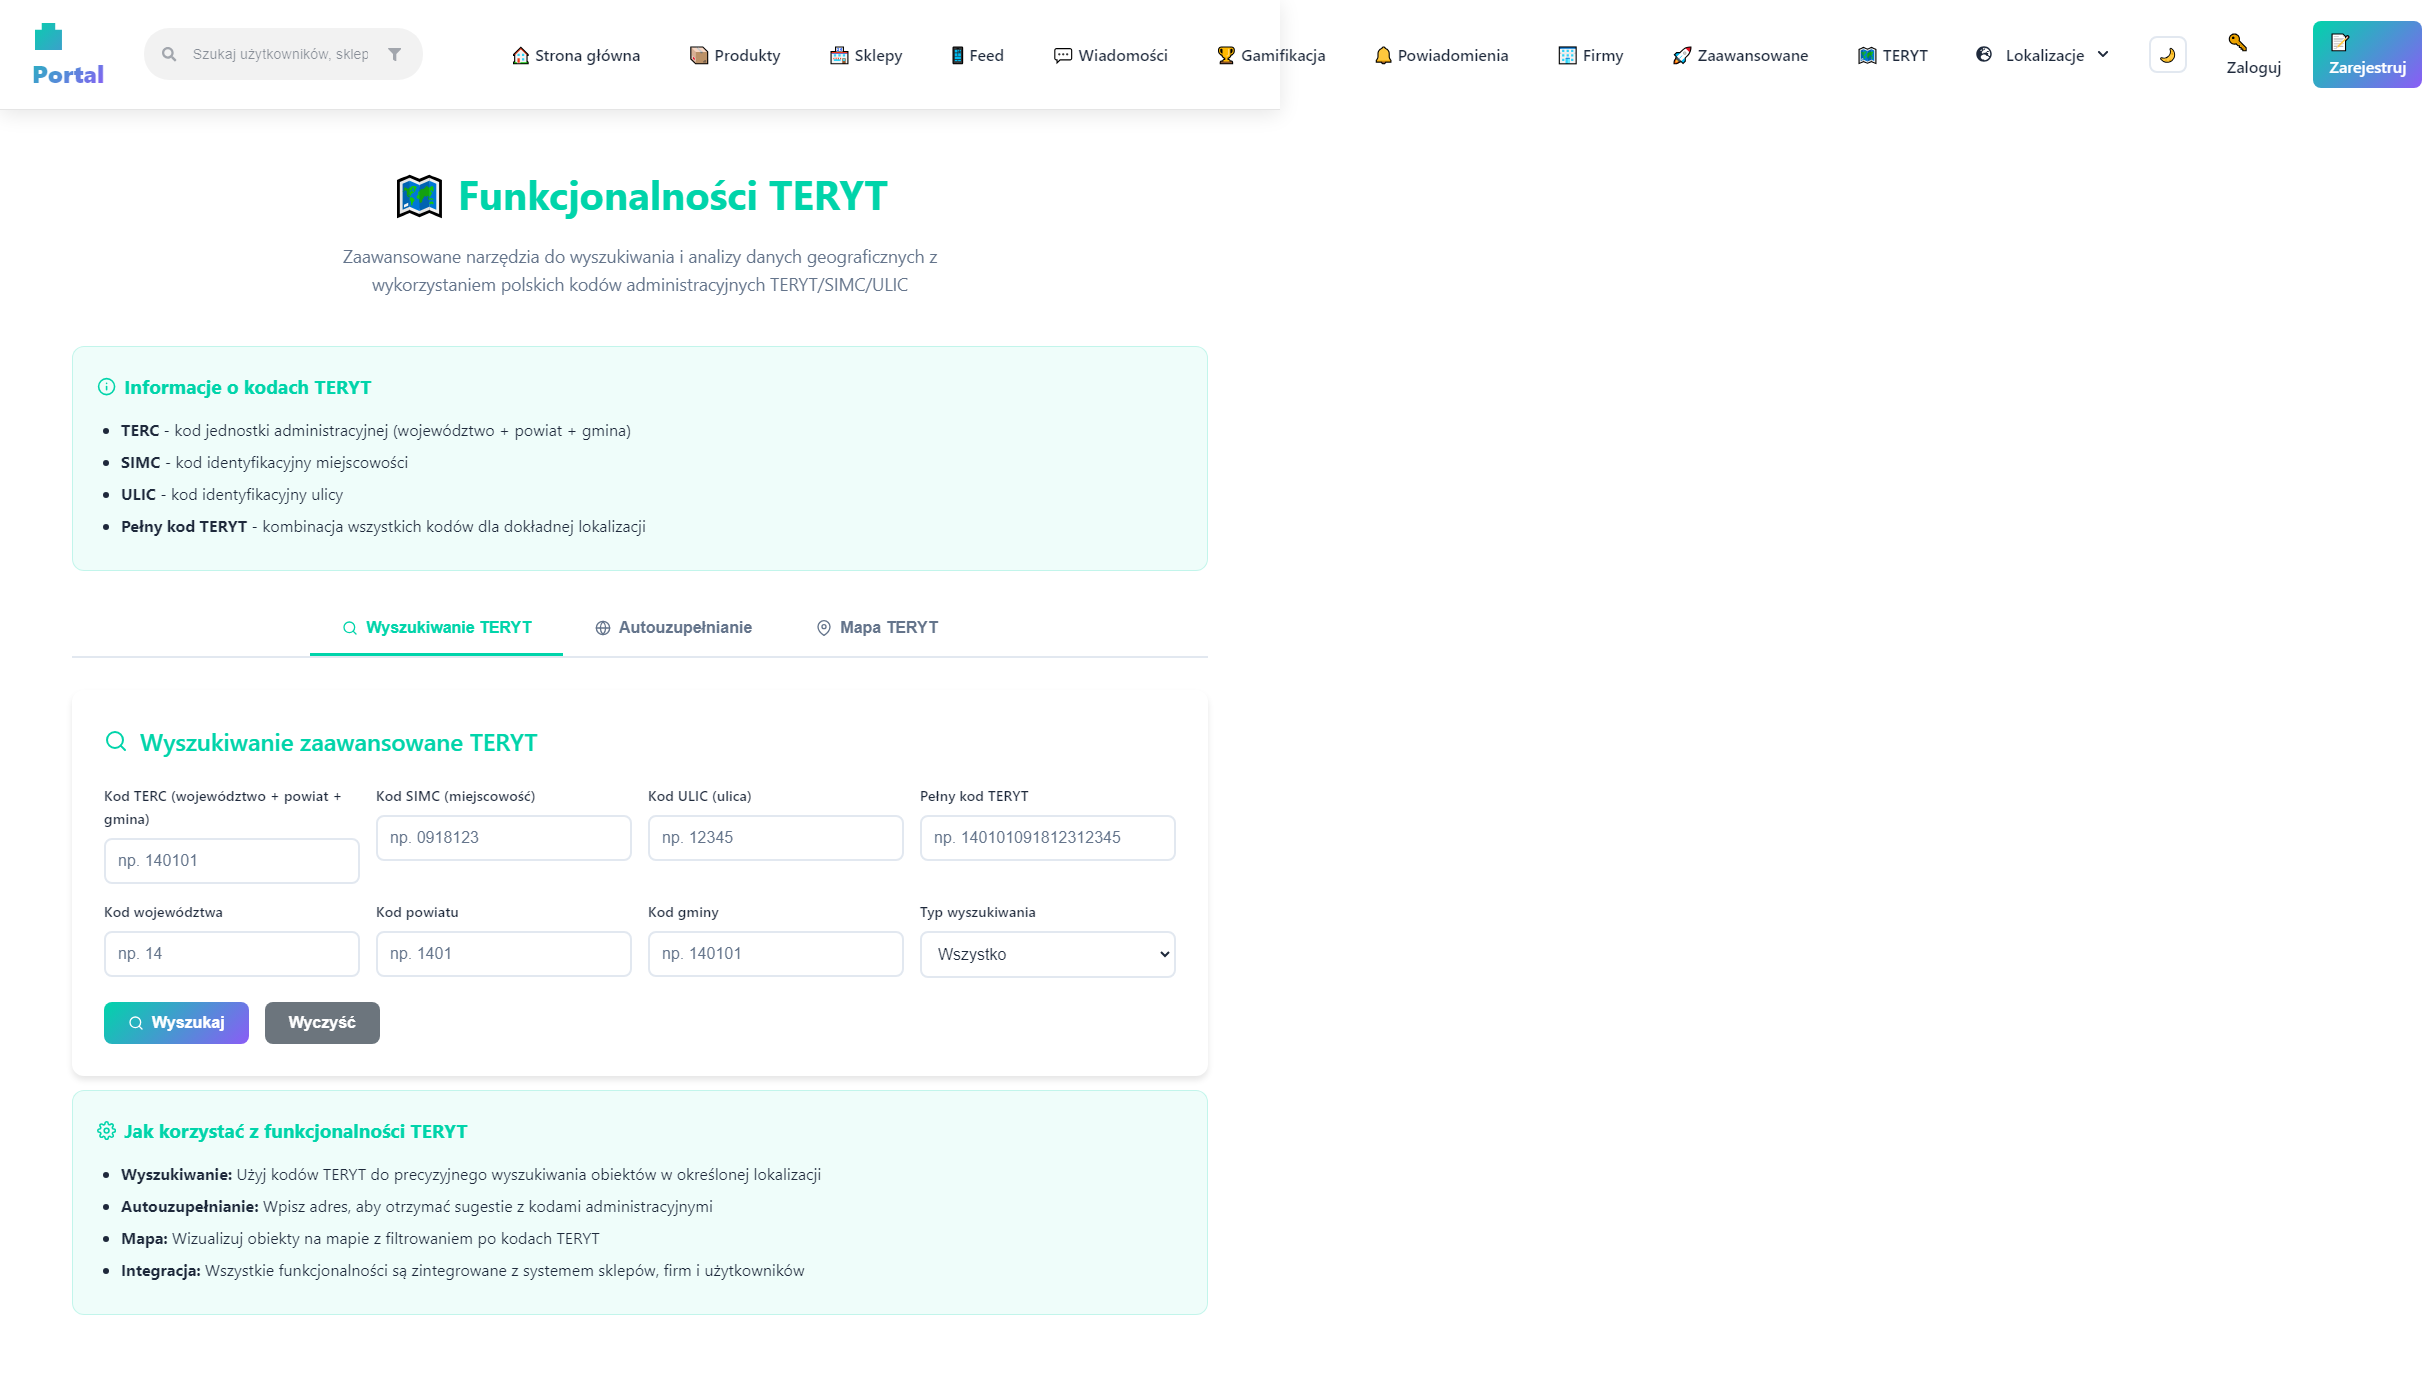 Portal
Szukaj użytkowników, sklep
Strona główna
Produkty
Sklepy
Feed
Wiadomości
Gamifikacja
Powiadomienia
Firmy
Zaawansowane
TERYT
Lokalizacje
Zaloguj
Zarejestruj
Funkcjonalności TERYT
Zaawansowane narzędzia do wyszukiwania i analizy danych geograficznych z
wykorzystaniem polskich kodów administracyjnych TERYT/SIMC/ULIC
Informacje o kodach TERYT
TERC - kod jednostki administracyjnej (województwo + powiat + gmina)
SIMC - kod identyfikacyjny miejscowości
ULIC - kod identyfikacyjny ulicy
Pełny kod TERYT - kombinacja wszystkich kodów dla dokładnej lokalizacji
Wyszukiwanie TERYT
Autouzupełnianie
Mapa TERYT
Wyszukiwanie zaawansowane TERYT
Kod TERC (województwo + powiat +
gmina)
np. 140101
Kod SIMC (miejscowość)
np. 0918123
Kod ULIC (ulica)
np. 12345
Pełny kod TERYT
np. 140101091812312345
Kod województwa
np. 14
Kod powiatu
np. 1401
Kod gminy
np. 140101
Typ wyszukiwania
Wszystko
Wyszukaj
Wyczyść
Jak korzystać z funkcjonalności TERYT
Wyszukiwanie: Użyj kodów TERYT do precyzyjnego wyszukiwania obiektów w określonej lokalizacji
Autouzupełnianie: Wpisz adres, aby otrzymać sugestie z kodami administracyjnymi
Mapa: Wizualizuj obiekty na mapie z filtrowaniem po kodach TERYT
Integracja: Wszystkie funkcjonalności są zintegrowane z systemem sklepów, firm i użytkowników